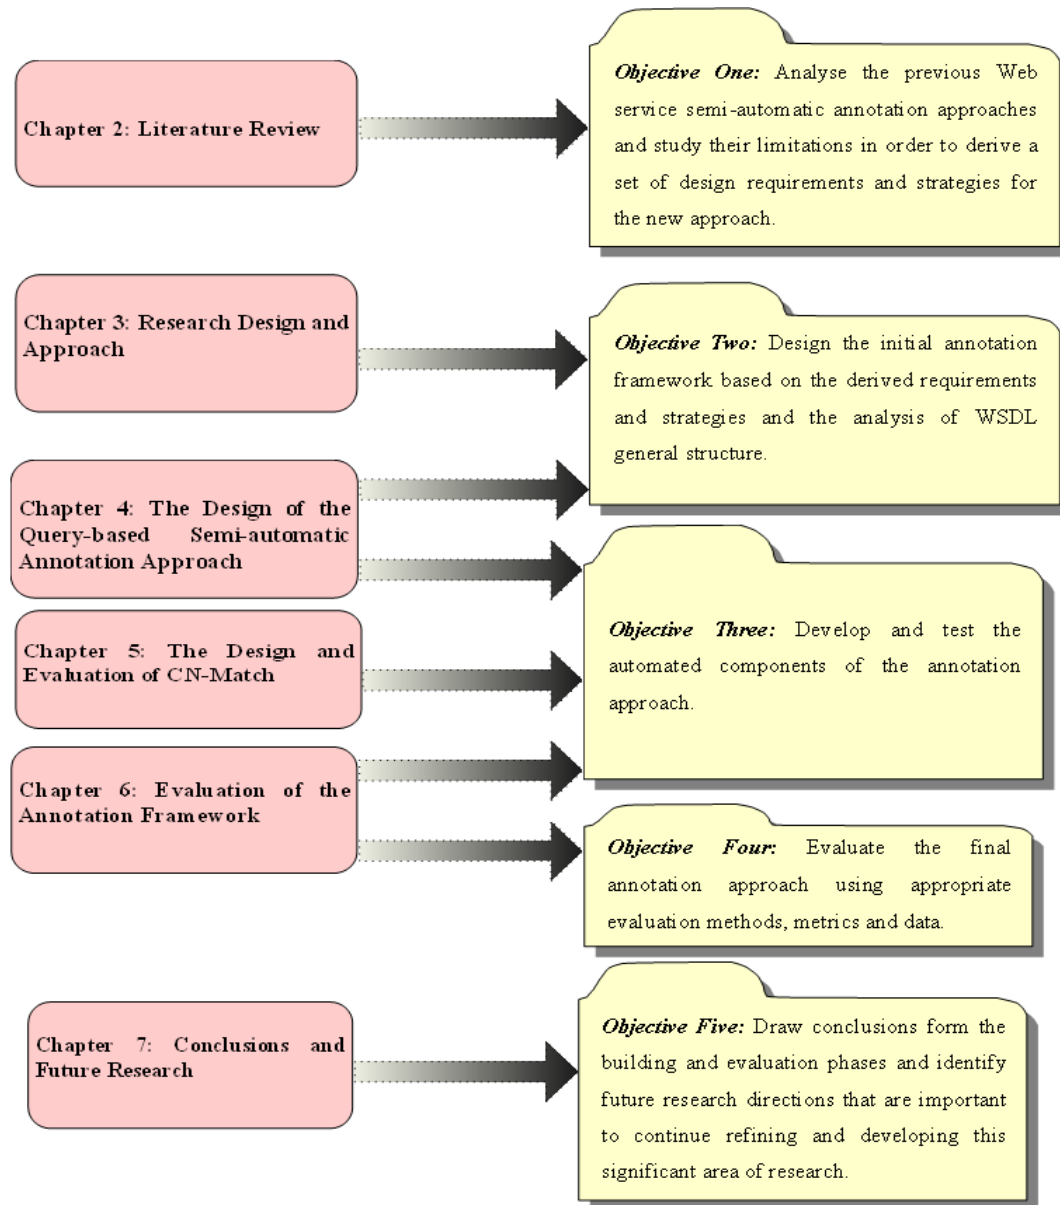 Chapter 2: Literature Review
Objective One: Analyse the previous Web
service semi-automatic annotation approaches
and study their limitations in order to derive a
set of design requirements and strategies for
the new approach.
Chapter 3: Research Design and
Approach
Objective Two: Design the initial annotation
framework based on the derived requirements
and strategies and the analysis of WSDL
general structure.
Chapter 4: The Design of the
Query-based Semi-automatic
Annotation Approach
Chapter 5: The Design and
Evaluation of CN-Match
Objective Three: Develop and test the
automated components of the annotation
approach.
Chapter 6: Evaluation of the
Annotation Framework
Objective Four: Evaluate the final
annotation approach using appropriate
evaluation methods, metrics and data.
Chapter 7: Conclusions and
Future Research
Objective Five: Draw conclusions form the
building and evaluation phases and identify
future research directions that are important
to continue refining and developing this
significant area of research.